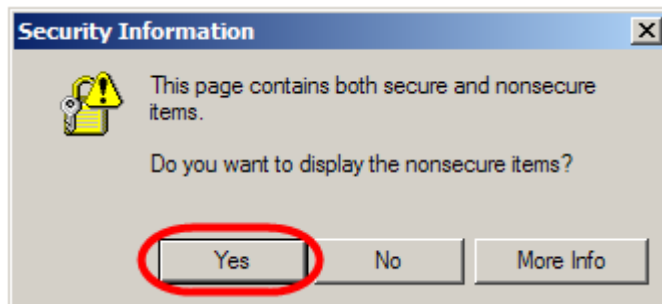 Security Information
This page contains both secure and nonsecure
items.
Do you want to display the nonsecure items?
Yes No More Info